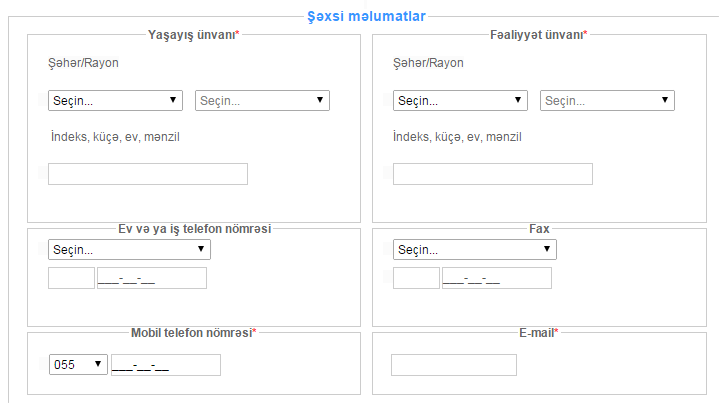 Şəxsi məlumatlar
Yaşayış ünvanı*
Şəhər/Rayon
Seçin... Seçin...
İndeks, küçə, ev, mənzil
Fəaliyyət ünvanı*
Şəhər/Rayon
Seçin... Seçin...
İndeks, küçə, ev, mənzil
Ev və ya iş telefon nömrəsi
Seçin...
___-__-__
Fax
Seçin...
___-__-__
Mobil telefon nömrəsi*
055 ___-__-__
E-mail*